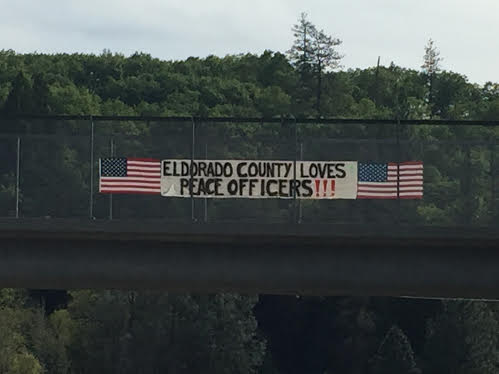 ELDORADO COUNTY LOVES
PEACE OFFICERS!!!